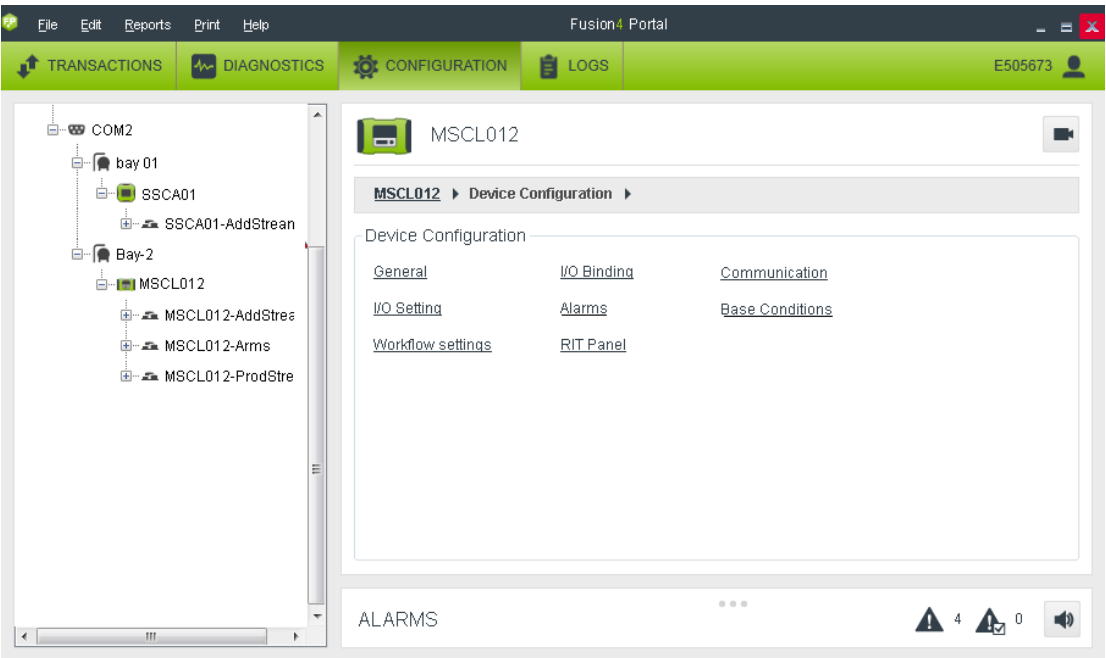 FP File Edit Reports Print Help Fusion4 Portal
TRANSACTIONS DIAGNOSTICS CONFIGURATION LOGS E505673
COM2
bay 01
SSCA01
SSCA01-AddStrean
Bay-2
MSCL012
MSCL012-AddStrea
MSCL012-Arms
MSCL012-ProdStre
MSCL012
MSCL012 Device Configuration
Device Configuration
General I/O Binding Communication
I/O Setting Alarms Base Conditions
Workflow settings RIT Panel
ALARMS 4 0